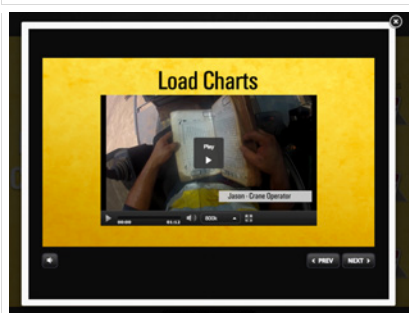 Load Charts
Play
Jason - Crane Operator
00:00
01:12
800k
< PREV
NEXT >